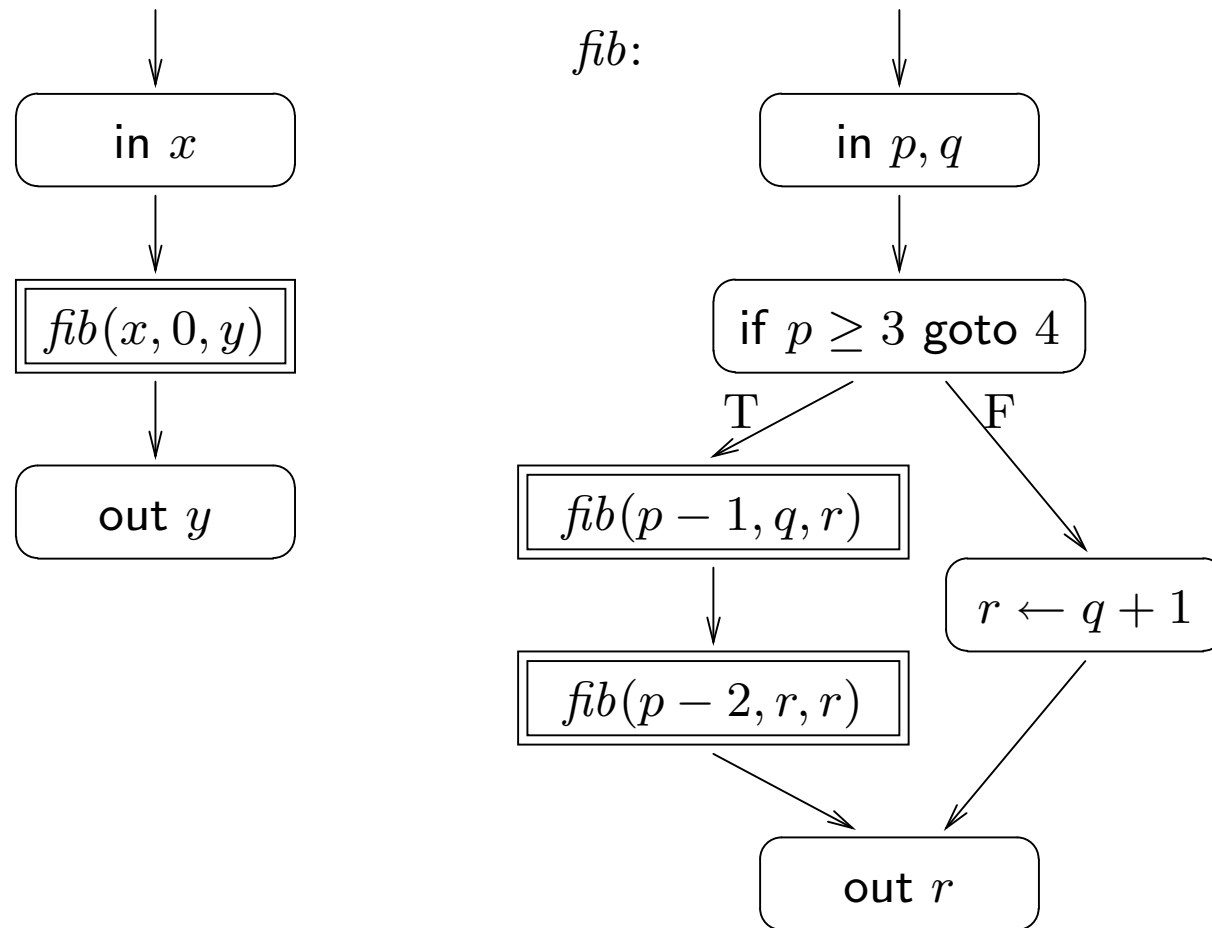 in x
fib(x, 0, y)
out y
fib:
in p, q
if p ≥ 3 goto 4
T
F
fib(p − 1, q, r)
r ← q + 1
fib(p − 2, r, r)
out r